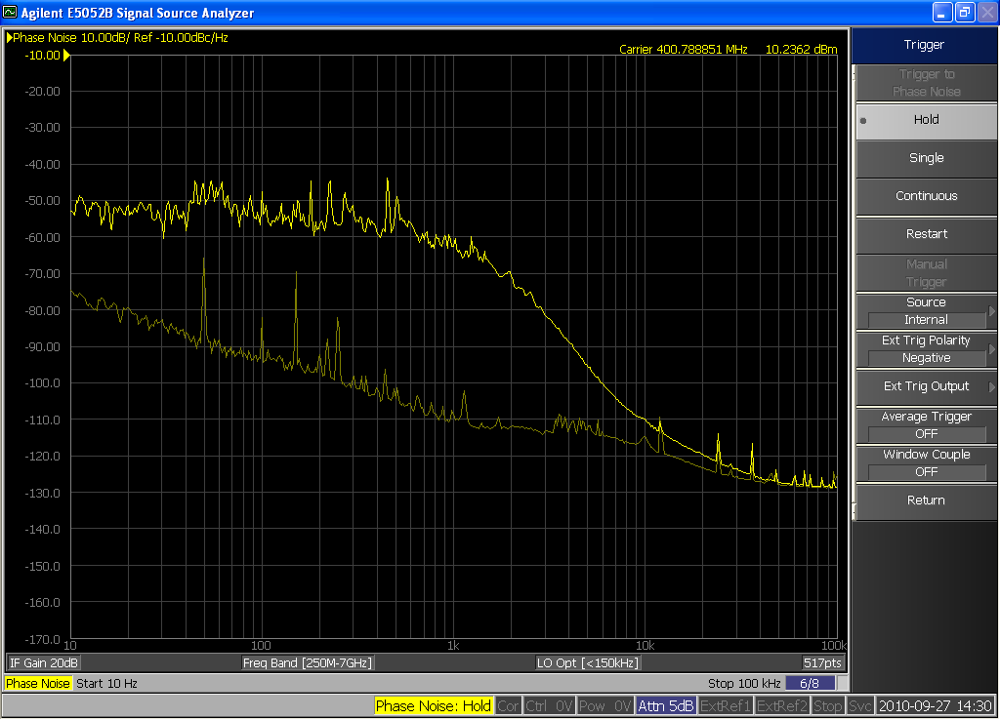 Agilent E5052B Signal Source Analyzer
Phase Noise 10.00dB/ Ref -10.00dBc/Hz
Carrier 400.788851 MHz 10.2362 dBm
-10.00
-20.00
-30.00
-40.00
-50.00
-60.00
-70.00
-80.00
-90.00
-100.0
-110.0
-120.0
-130.0
-140.0
-150.0
-160.0
-170.0
10 100 1k 10k 100k
IF Gain 20dB Freq Band [250M-7GHz] LO Opt [<150kHz] 517pts
Phase Noise Start 10 Hz Stop 100 kHz 6/8
Phase Noise: Hold Cor Ctrl 0V Pow 0V Attn 5dB ExtRef1 ExtRef2 Stop Svc 2010-09-27 14:30
Trigger
Trigger to
Phase Noise
Hold
Single
Continuous
Restart
Manual
Trigger
Source
Internal
Ext Trig Polarity
Negative
Ext Trig Output
Average Trigger
OFF
Window Couple
OFF
Return